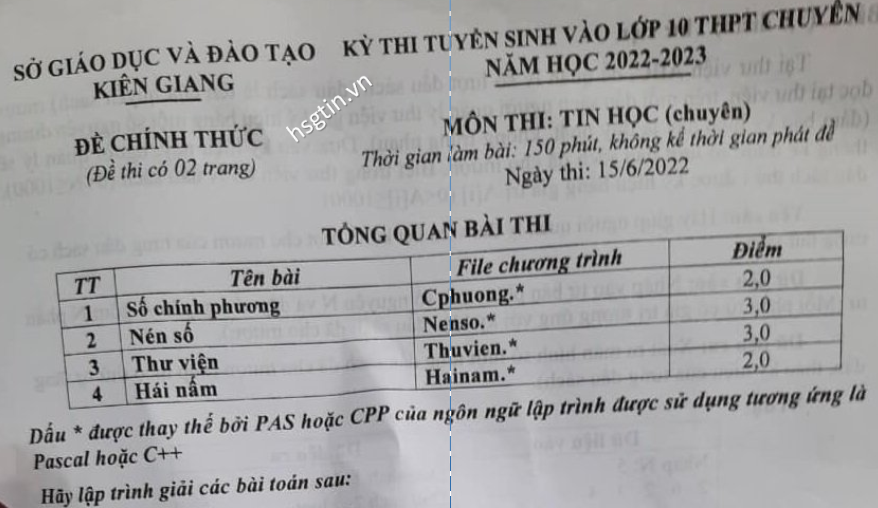 SỞ GIÁO DỤC VÀ ĐÀO TẠO
KIÊN GIANG
KỲ THI TUYỂN SINH VÀO LỚP 10 THPT CHUYÊN
NĂM HỌC 2022-2023
ĐỀ CHÍNH THỨC
(Đề thi có 02 trang)
hsgtin.vn
MÔN THI: TIN HỌC (chuyên)
Thời gian làm bài: 150 phút, không kể thời gian phát đề
Ngày thi: 15/6/2022
TỔNG QUAN BÀI THI
TT Tên bài File chương trình Điểm
1 Số chính phương Cphuong.* 2,0
2 Nén số Nenso.* 3,0
3 Thư viện Thuvien.* 3,0
4 Hái nấm Hainam.* 2,0
Dấu * được thay thế bởi PAS hoặc CPP của ngôn ngữ lập trình được sử dụng tương ứng là
Pascal hoặc C++
Hãy lập trình giải các bài toán sau: